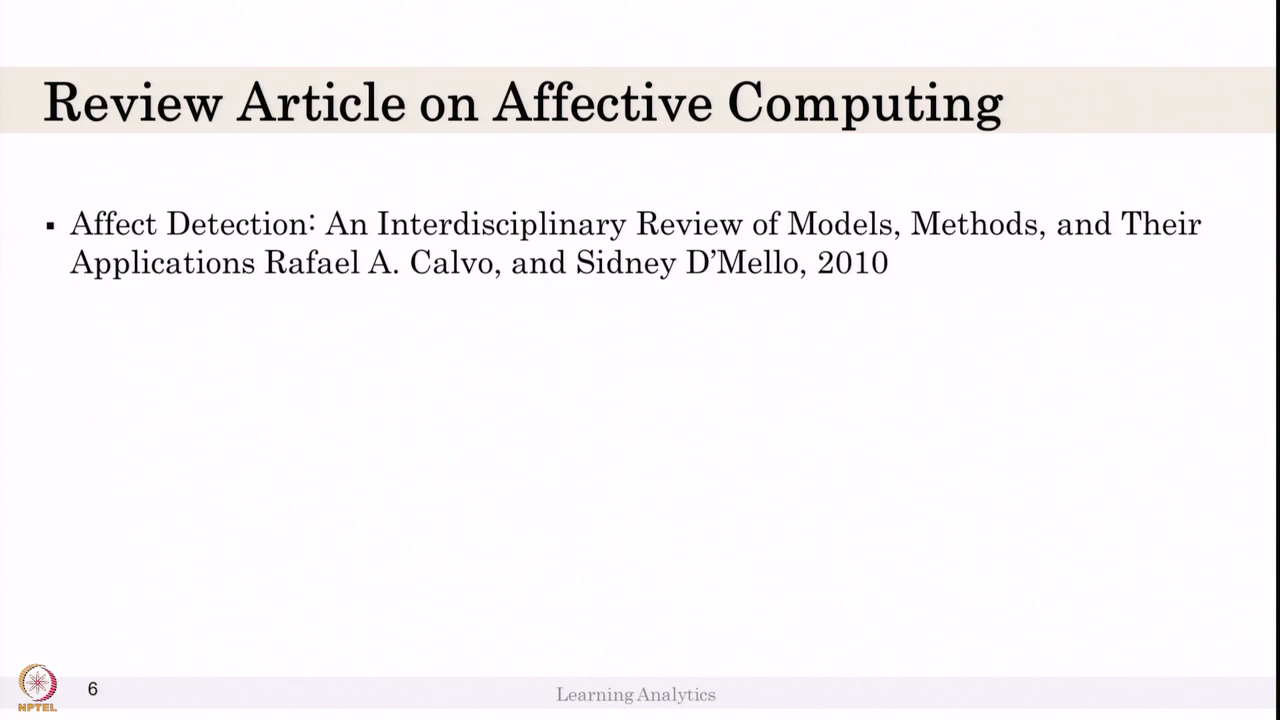 Review Article on Affective Computing
▪ Affect Detection: An Interdisciplinary Review of Models, Methods, and Their
Applications Rafael A. Calvo, and Sidney D’Mello, 2010
NPTEL
6
Learning Analytics